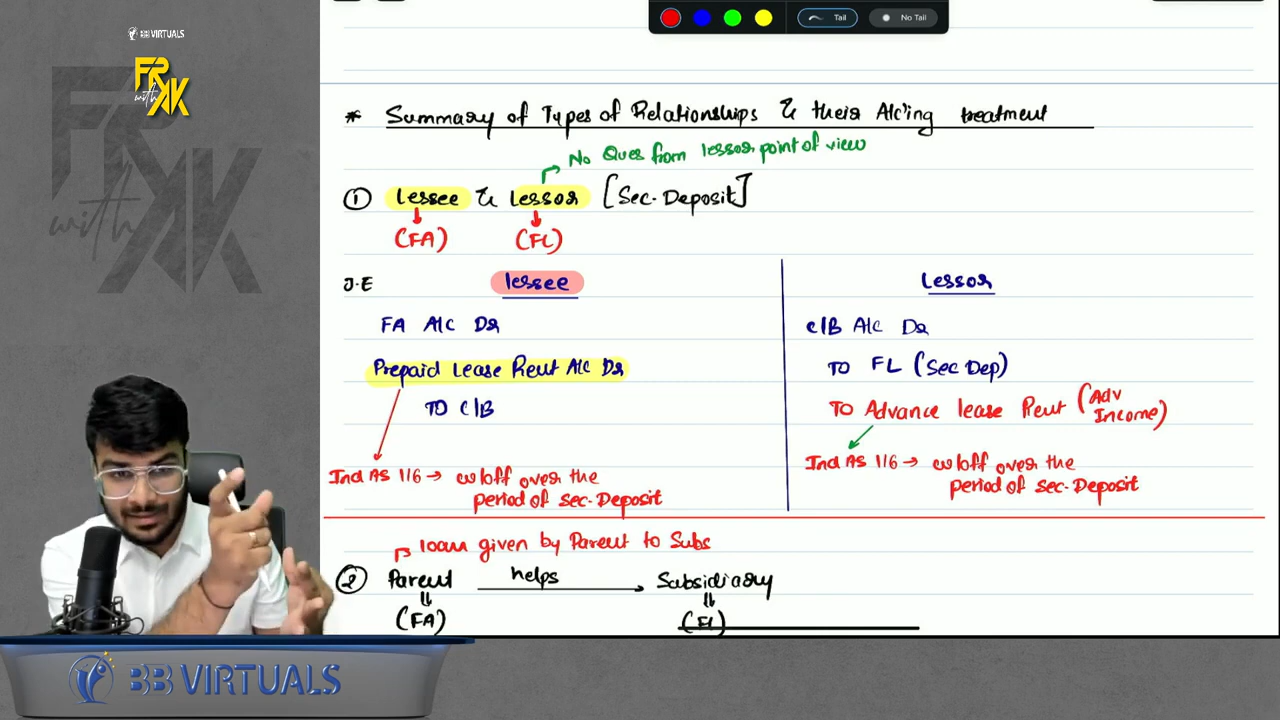 BB VIRTUALS
FR
with
KK
Tail
No Tail
* Summary of Types of Relationships & their A/c'ing treatment
No Ques from lessor point of view
① lessee & lessor [Sec. Deposit]
(FA) (FL)
J.E lessee
FA A/c Dr
Prepaid Lease Rent A/c Dr
TO C/B
Ind AS 116 → w/off over the
period of Sec. Deposit
Lessor
C/B A/c Dr
TO FL (Sec Dep)
TO Advance lease Rent (Adv
Income)
Ind AS 116 → w/off over the
period of Sec. Deposit
loan given by Parent to Subs
② Parent helps Subsidiary
(FA) (FL)
BB VIRTUALS